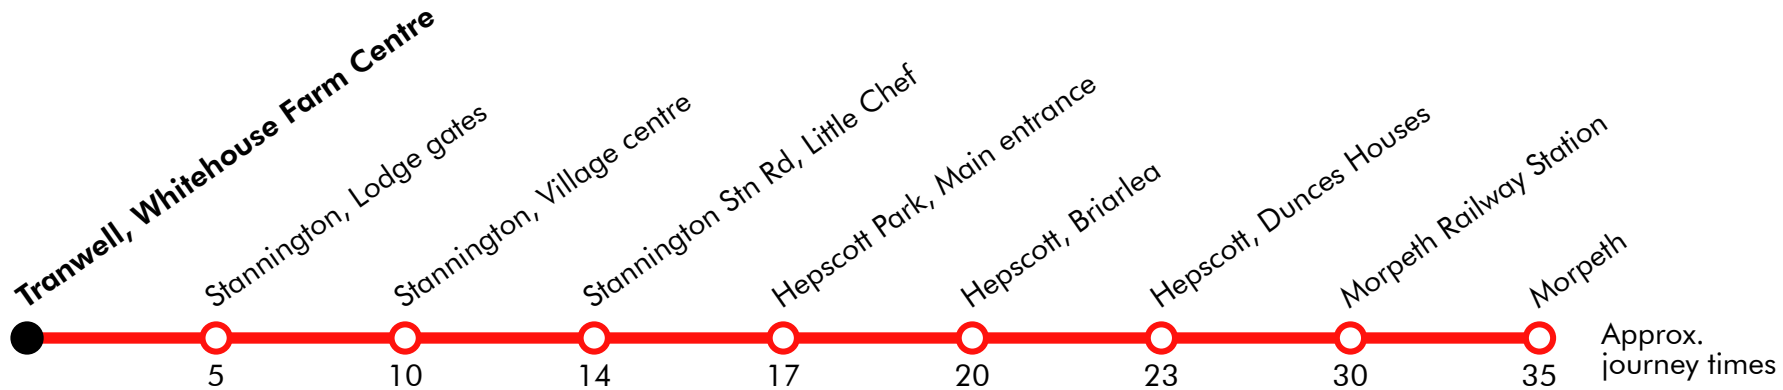 Tranwell, Whitehouse Farm Centre
Stannington, Lodge gates
Stannington, Village centre
Stannington Stn Rd, Little Chef
Hepscott Park, Main entrance
Hepscott, Briarlea
Hepscott, Dunces Houses
Morpeth Railway Station
Morpeth
5
10
14
17
20
23
30
35
Approx.
journey times